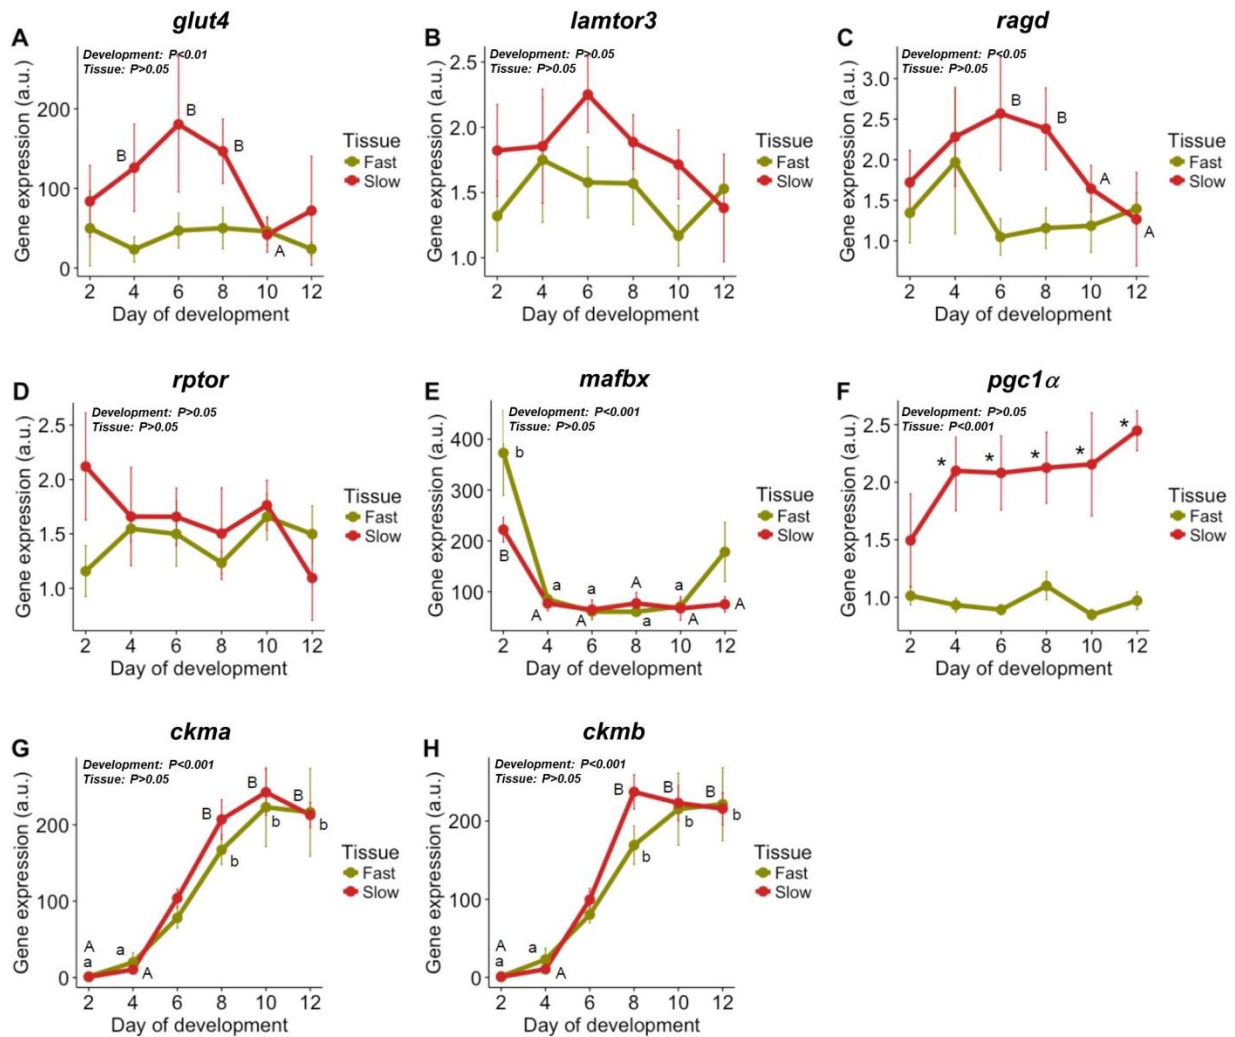 glut4
A
Development: P<0.01
Tissue: P>0.05
Gene expression (a.u.)
200
100
0
B
B
B
A
2 4 6 8 10 12
Day of development
Tissue
Fast
Slow
lamtor3
B
Development: P>0.05
Tissue: P>0.05
Gene expression (a.u.)
2.5
2.0
1.5
1.0
2 4 6 8 10 12
Day of development
Tissue
Fast
Slow
ragd
C
Development: P<0.05
Tissue: P>0.05
Gene expression (a.u.)
3.0
2.5
2.0
1.5
1.0
B
B
A
A
2 4 6 8 10 12
Day of development
Tissue
Fast
Slow
rptor
D
Development: P>0.05
Tissue: P>0.05
Gene expression (a.u.)
2.5
2.0
1.5
1.0
2 4 6 8 10 12
Day of development
Tissue
Fast
Slow
mafbx
E
Development: P<0.001
Tissue: P>0.05
Gene expression (a.u.)
400
300
200
100
b
B
a
A
a
A
A
a
a
A
A
2 4 6 8 10 12
Day of development
Tissue
Fast
Slow
pgc1α
F
Development: P>0.05
Tissue: P<0.001
Gene expression (a.u.)
2.5
2.0
1.5
1.0
* * * * *
2 4 6 8 10 12
Day of development
Tissue
Fast
Slow
ckma
G
Development: P<0.001
Tissue: P>0.05
Gene expression (a.u.)
200
100
0
A
a
a
A
B
b
B
b
B
b
2 4 6 8 10 12
Day of development
Tissue
Fast
Slow
ckmb
H
Development: P<0.001
Tissue: P>0.05
Gene expression (a.u.)
200
100
0
A
a
a
A
B
b
B
b
B
b
2 4 6 8 10 12
Day of development
Tissue
Fast
Slow